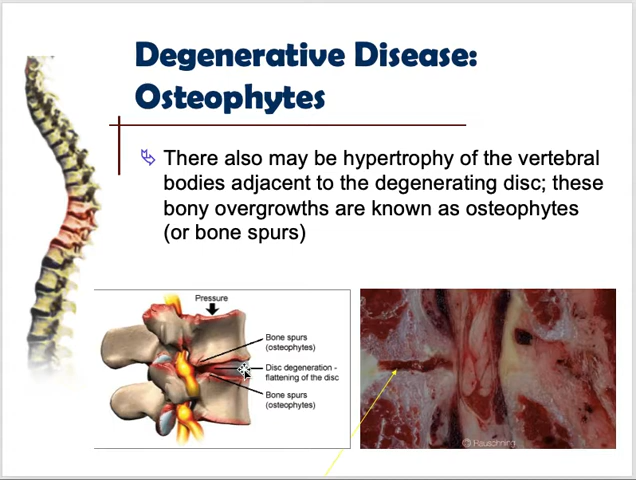 Degenerative Disease:
Osteophytes
There also may be hypertrophy of the vertebral
bodies adjacent to the degenerating disc; these
bony overgrowths are known as osteophytes
(or bone spurs)
Pressure
Bone spurs
(osteophytes)
Disc degeneration -
flattening of the disc
Bone spurs
(osteophytes)
© Rauschning